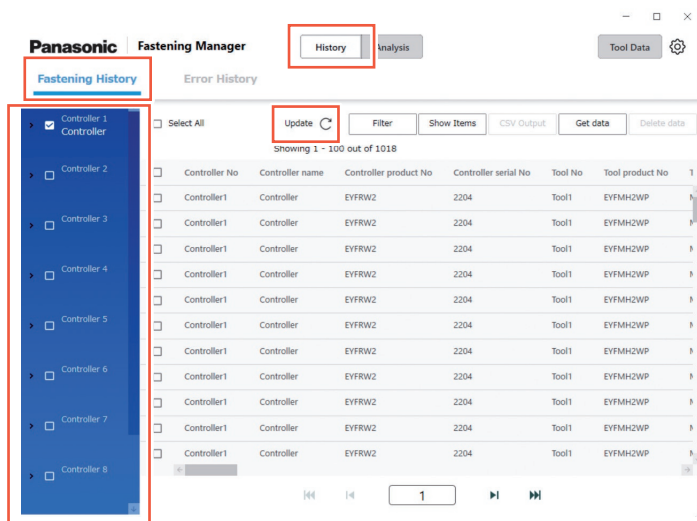 Panasonic Fastening Manager History Analysis Tool Data
Fastening History Error History
Controller 1
Controller
Controller 2
Controller 3
Controller 4
Controller 5
Controller 6
Controller 7
Controller 8
Select All Update Filter Show Items CSV Output Get data Delete data
Showing 1 - 100 out of 1018
Controller No Controller name Controller product No Controller serial No Tool No Tool product No
Controller1 Controller EYFRW2 2204 Tool1 EYFMH2WP
Controller1 Controller EYFRW2 2204 Tool1 EYFMH2WP
Controller1 Controller EYFRW2 2204 Tool1 EYFMH2WP
Controller1 Controller EYFRW2 2204 Tool1 EYFMH2WP
Controller1 Controller EYFRW2 2204 Tool1 EYFMH2WP
Controller1 Controller EYFRW2 2204 Tool1 EYFMH2WP
Controller1 Controller EYFRW2 2204 Tool1 EYFMH2WP
Controller1 Controller EYFRW2 2204 Tool1 EYFMH2WP
Controller1 Controller EYFRW2 2204 Tool1 EYFMH2WP
Controller1 Controller EYFRW2 2204 Tool1 EYFMH2WP
Controller1 Controller EYFRW2 2204 Tool1 EYFMH2WP
1